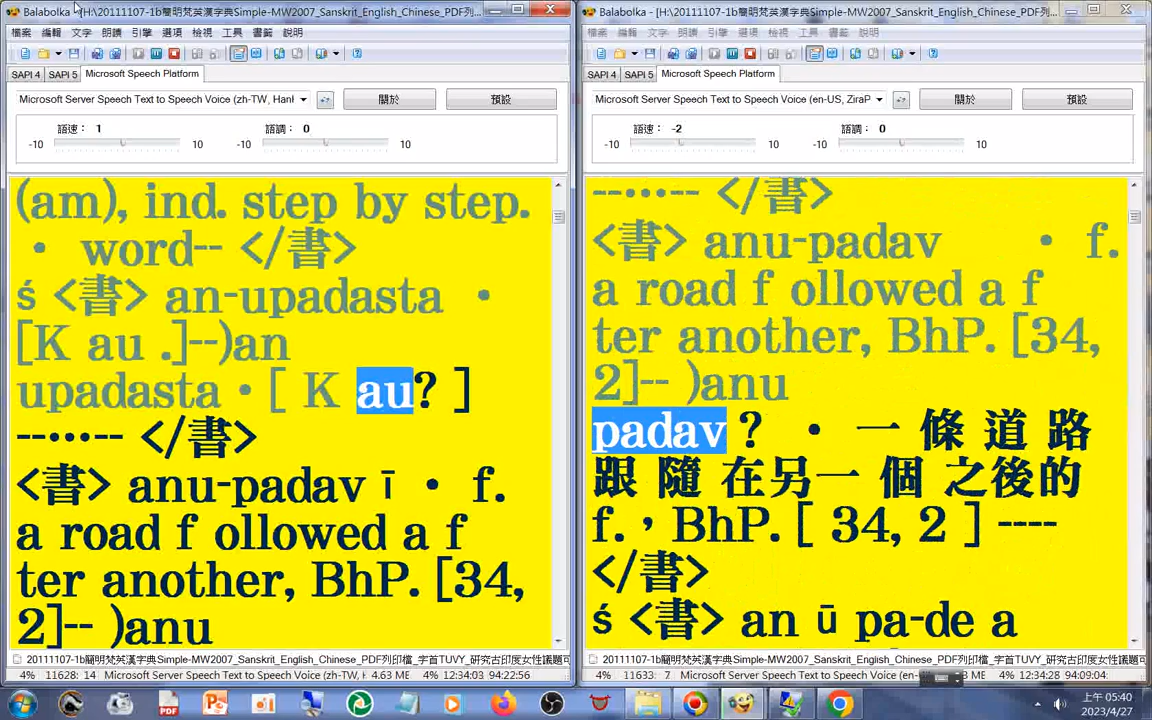 Balabolka - [H:\20111107-1b簡明梵英漢字典Simple-MW2007_Sanskrit_English_Chinese_PDF列...
檔案 編輯 文字 朗讀 引擎 選項 檢視 工具 書籤 說明
SAPI 4 SAPI 5 Microsoft Speech Platform
Microsoft Server Speech Text to Speech Voice (zh-TW, Hanl 關於 預設
語速： 1 語調： 0
-10 10 -10 10
(am), ind. step by step.
• word-- </書>
ś <書> an-upadasta •
[K au .]--)an
upadasta • [ K au? ]
--•••-- </書>
<書> anu-padav ī • f.
a road f ollowed a f
ter another, BhP. [34,
2]-- )anu
20111107-1b簡明梵英漢字典Simple-MW2007_Sanskrit_English_Chinese_PDF列印檔_字首TUVY_研究古印度女性議題可
4% 11628: 14 Microsoft Server Speech Text to Speech Voice (zh-TW, H 4.63 ME 4% 12:34:03 94:22:56
Balabolka - [H:\20111107-1b簡明梵英漢字典Simple-MW2007_Sanskrit_English_Chinese_PDF列...
檔案 編輯 文字 朗讀 引擎 選項 檢視 工具 書籤 說明
SAPI 4 SAPI 5 Microsoft Speech Platform
Microsoft Server Speech Text to Speech Voice (en-US, ZiraP 關於 預設
語速： -2 語調： 0
-10 10 -10 10
--•••-- </書>
<書> anu-padav • f.
a road f ollowed a f
ter another, BhP. [34,
2]-- )anu
padav ? • 一 條 道 路
跟 隨 在另一 個 之後的
f.，BhP. [ 34, 2 ] ----
</書>
ś <書> an ū pa-de a
20111107-1b簡明梵英漢字典Simple-MW2007_Sanskrit_English_Chinese_PDF列印檔_字首TUVY_研究古印度女性議題可
4% 11633: 7 Microsoft Server Speech Text to Speech Voice 4.63 ME 4% 12:34:28 94:09:04
上午 05:40
2023/4/27